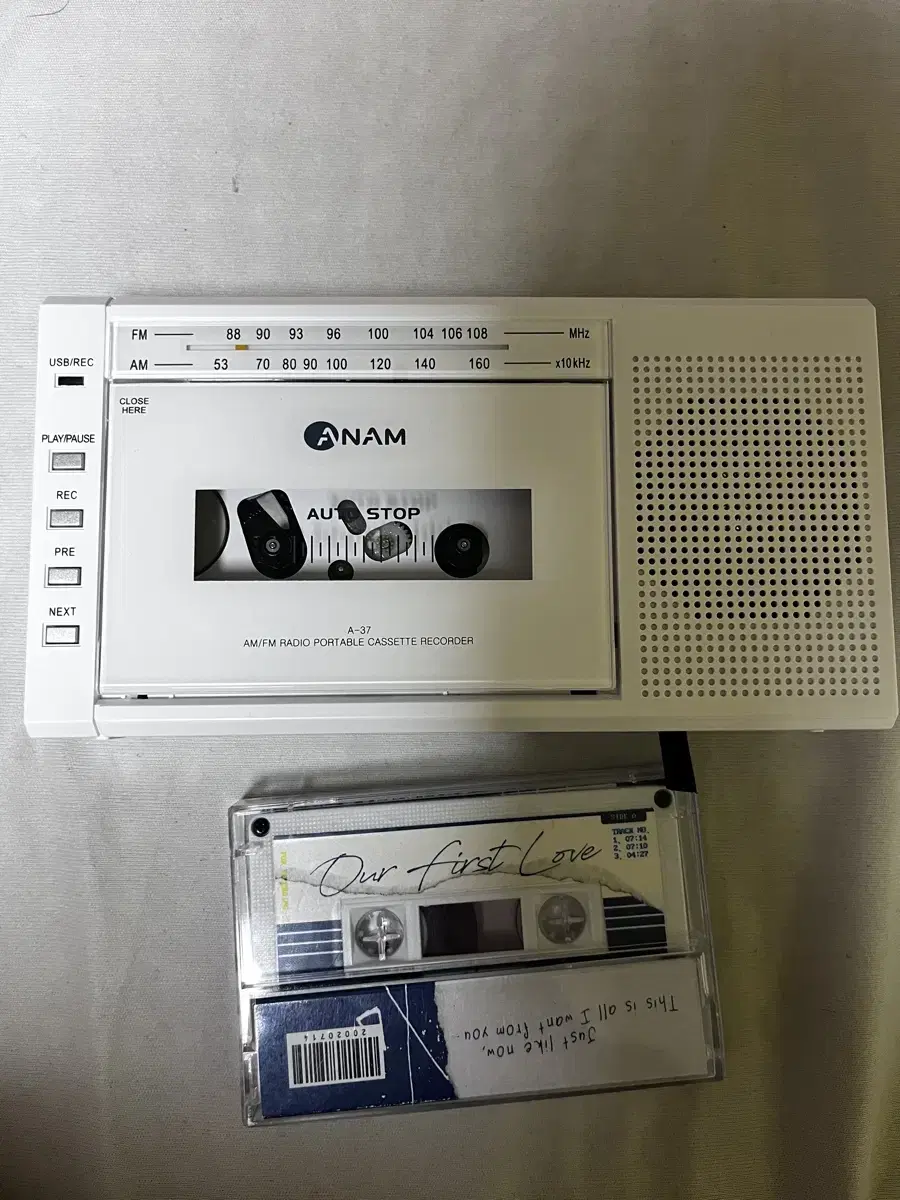 FM 88 90 93 96 100 104 106 108 MHz
AM 53 70 80 90 100 120 140 160 x10kHz
USB/REC
CLOSE
HERE
PLAY/PAUSE
REC
PRE
NEXT
ANAM
AUTO STOP
A-37
AM/FM RADIO PORTABLE CASSETTE RECORDER
SIDE A
TRACK NO.
1. 07:14
2. 07:10
3. 04:27
Our first Love
This is all I want from you.
Just like now,
20020714